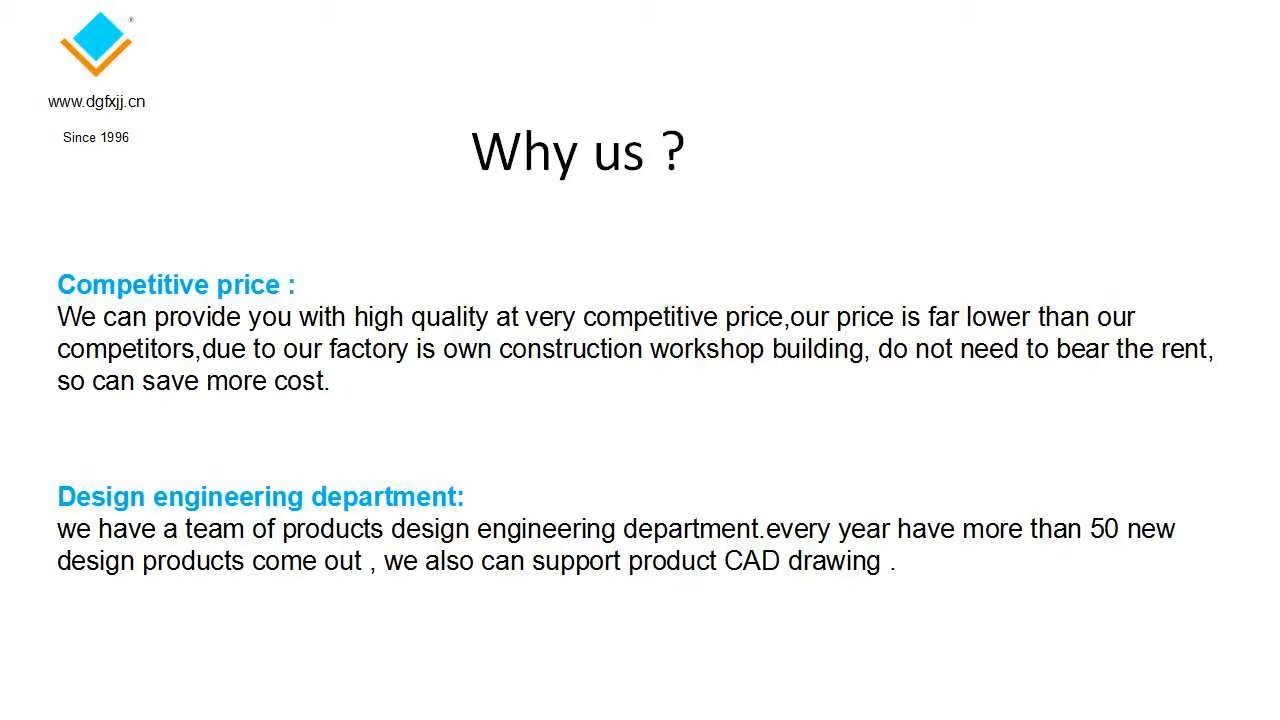 ®
www.dgfxjj.cn
Since 1996
Why us ?
Competitive price :
We can provide you with high quality at very competitive price,our price is far lower than our
competitors,due to our factory is own construction workshop building, do not need to bear the rent,
so can save more cost.
Design engineering department:
we have a team of products design engineering department.every year have more than 50 new
design products come out , we also can support product CAD drawing .